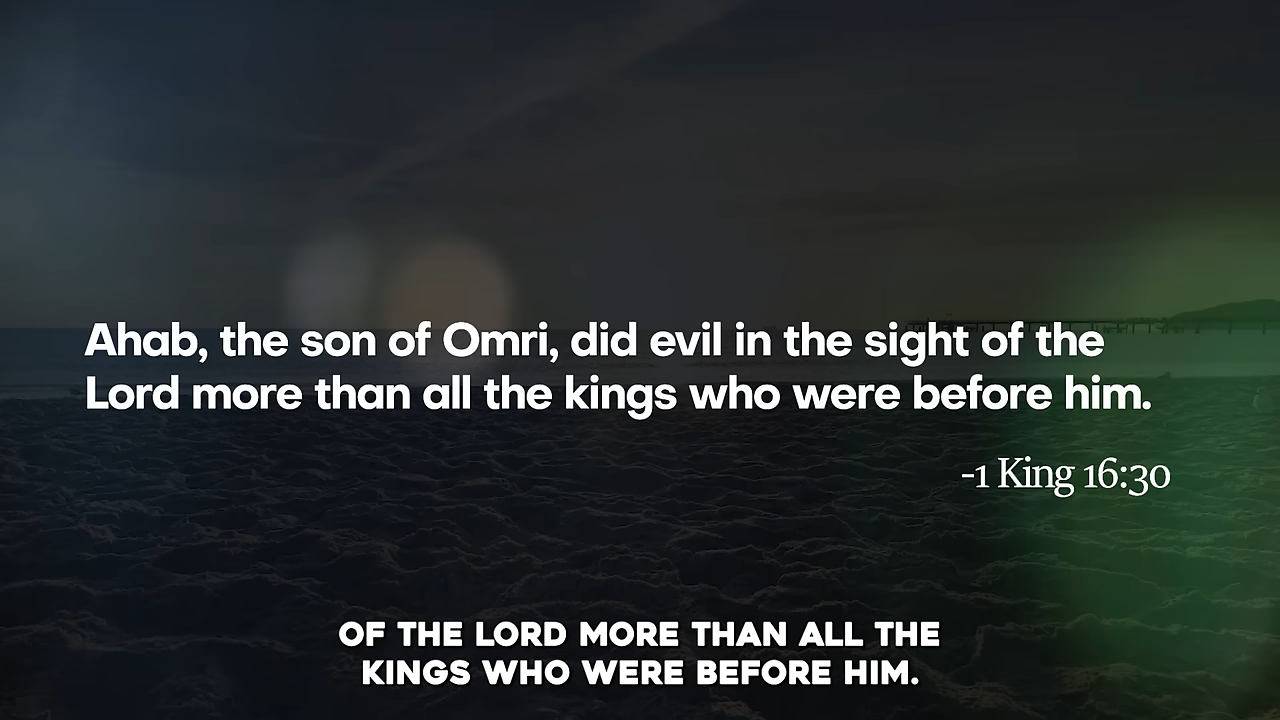 Ahab, the son of Omri, did evil in the sight of the
Lord more than all the kings who were before him.
-1 King 16:30
OF THE LORD MORE THAN ALL THE
KINGS WHO WERE BEFORE HIM.